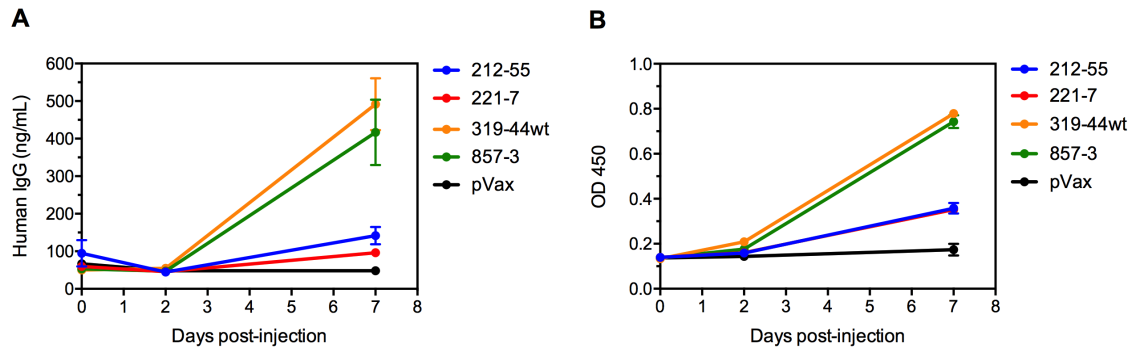 A
Human IgG (ng/mL)
600
500
400
300
200
100
0
0 1 2 3 4 5 6 7 8
Days post-injection
212-55
221-7
319-44wt
857-3
pVax
B
OD 450
1.0
0.8
0.6
0.4
0.2
0.0
0 1 2 3 4 5 6 7 8
Days post-injection
212-55
221-7
319-44wt
857-3
pVax